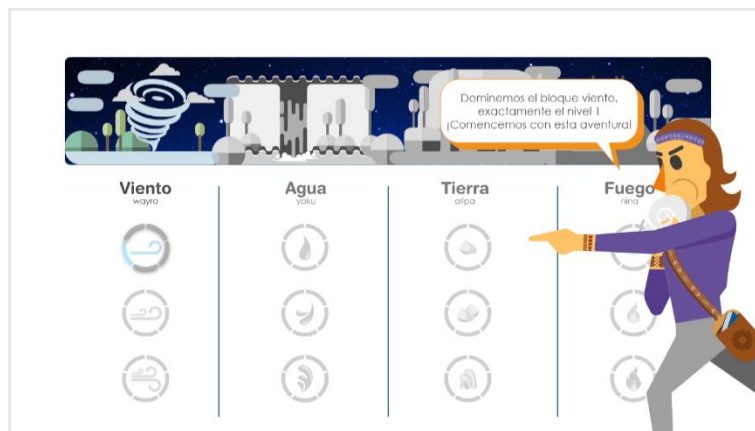 Dominemos el bloque viento,
exactamente el nivel 1
¡Comencemos con esta aventura!
Viento
wayra
Agua
yaku
Tierra
allpa
Fuego
nina